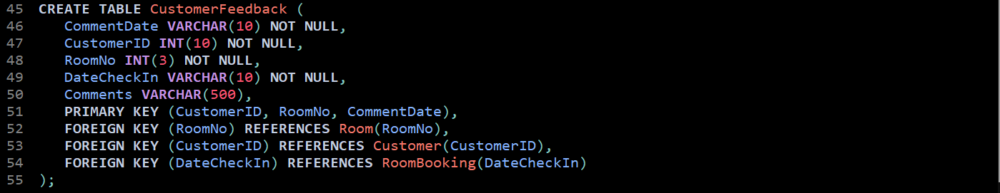 45 CREATE TABLE CustomerFeedback (
46    CommentDate VARCHAR(10) NOT NULL,
47    CustomerID INT(10) NOT NULL,
48    RoomNo INT(3) NOT NULL,
49    DateCheckIn VARCHAR(10) NOT NULL,
50    Comments VARCHAR(500),
51    PRIMARY KEY (CustomerID, RoomNo, CommentDate),
52    FOREIGN KEY (RoomNo) REFERENCES Room(RoomNo),
53    FOREIGN KEY (CustomerID) REFERENCES Customer(CustomerID),
54    FOREIGN KEY (DateCheckIn) REFERENCES RoomBooking(DateCheckIn)
55 );